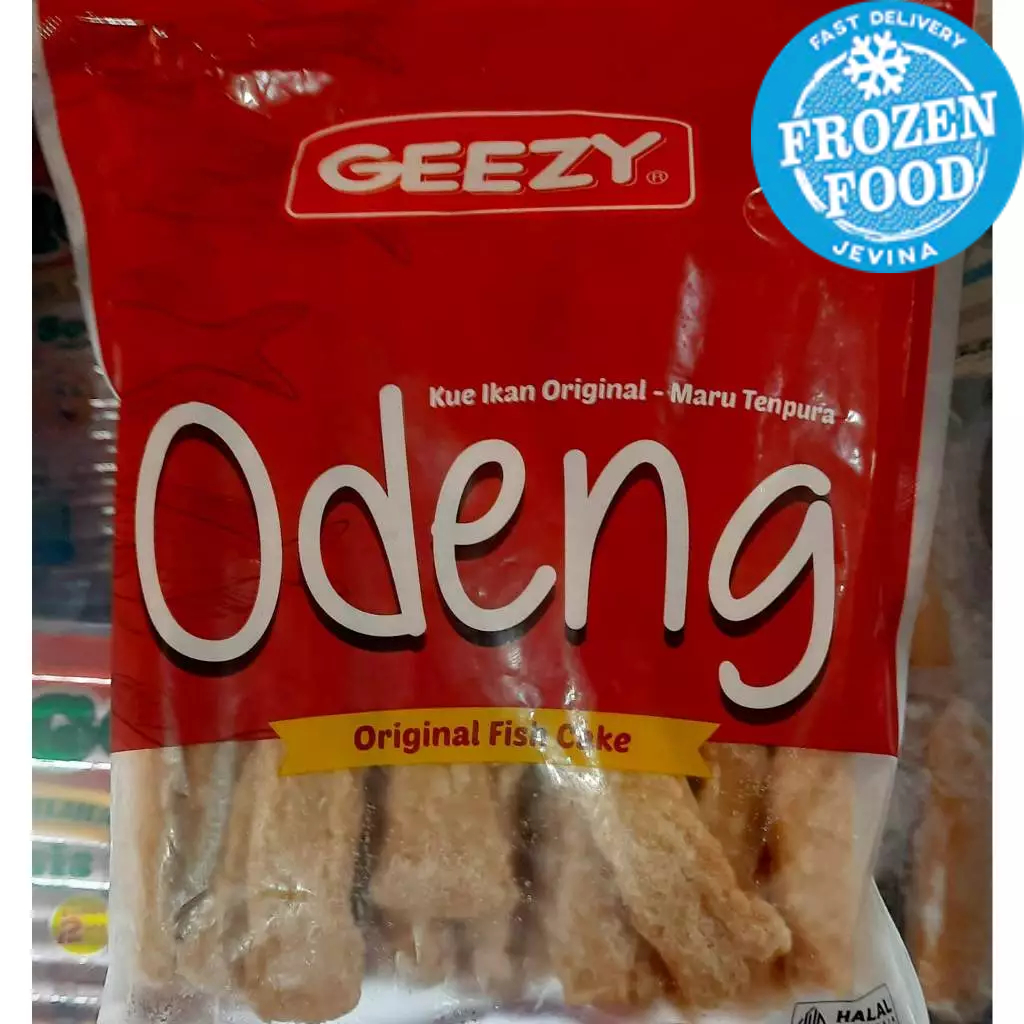 FAST DELIVERY
FROZEN
FOOD
JEVINA
GEEZY®
Kue Ikan Original - Maru Tenpura
Odeng
Original Fish Cake
HALAL